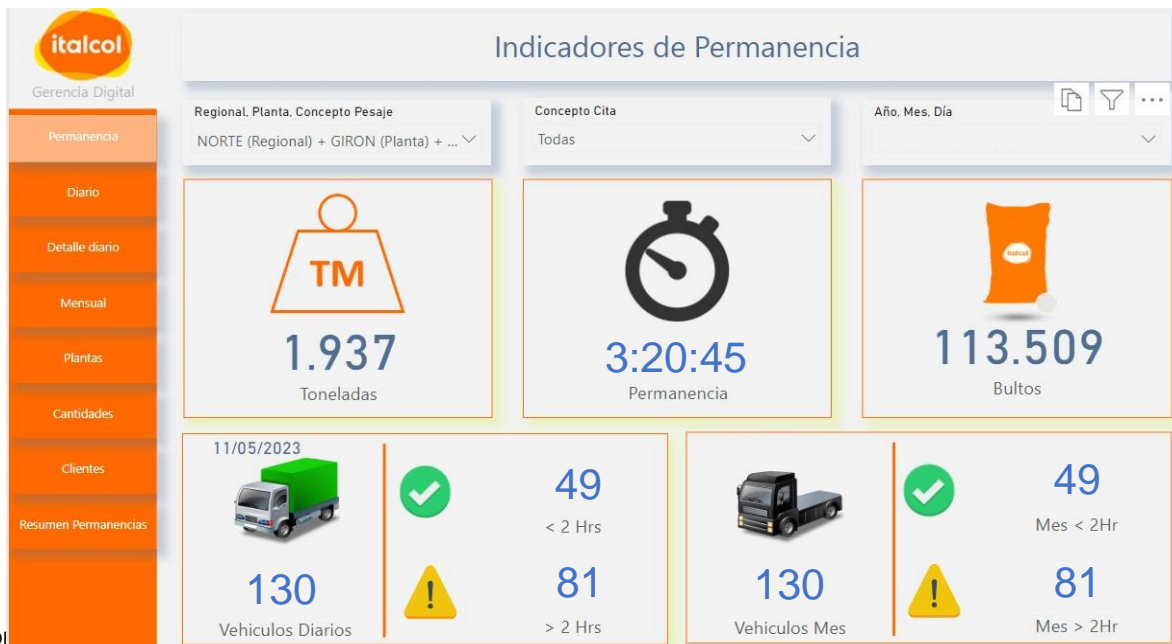 italcol
Gerencia Digital
Indicadores de Permanencia
Permanencia
Diario
Detalle diario
Mensual
Plantas
Cantidades
Clientes
Resumen Permanencias
Regional, Planta, Concepto Pesaje
NORTE (Regional) + GIRON (Planta) + ...
Concepto Cita
Todas
Año, Mes, Día
TM
1.937
Toneladas
3:20:45
Permanencia
italcol
113.509
Bultos
11/05/2023
130
Vehiculos Diarios
49
< 2 Hrs
81
> 2 Hrs
130
Vehiculos Mes
49
Mes < 2Hr
81
Mes > 2Hr